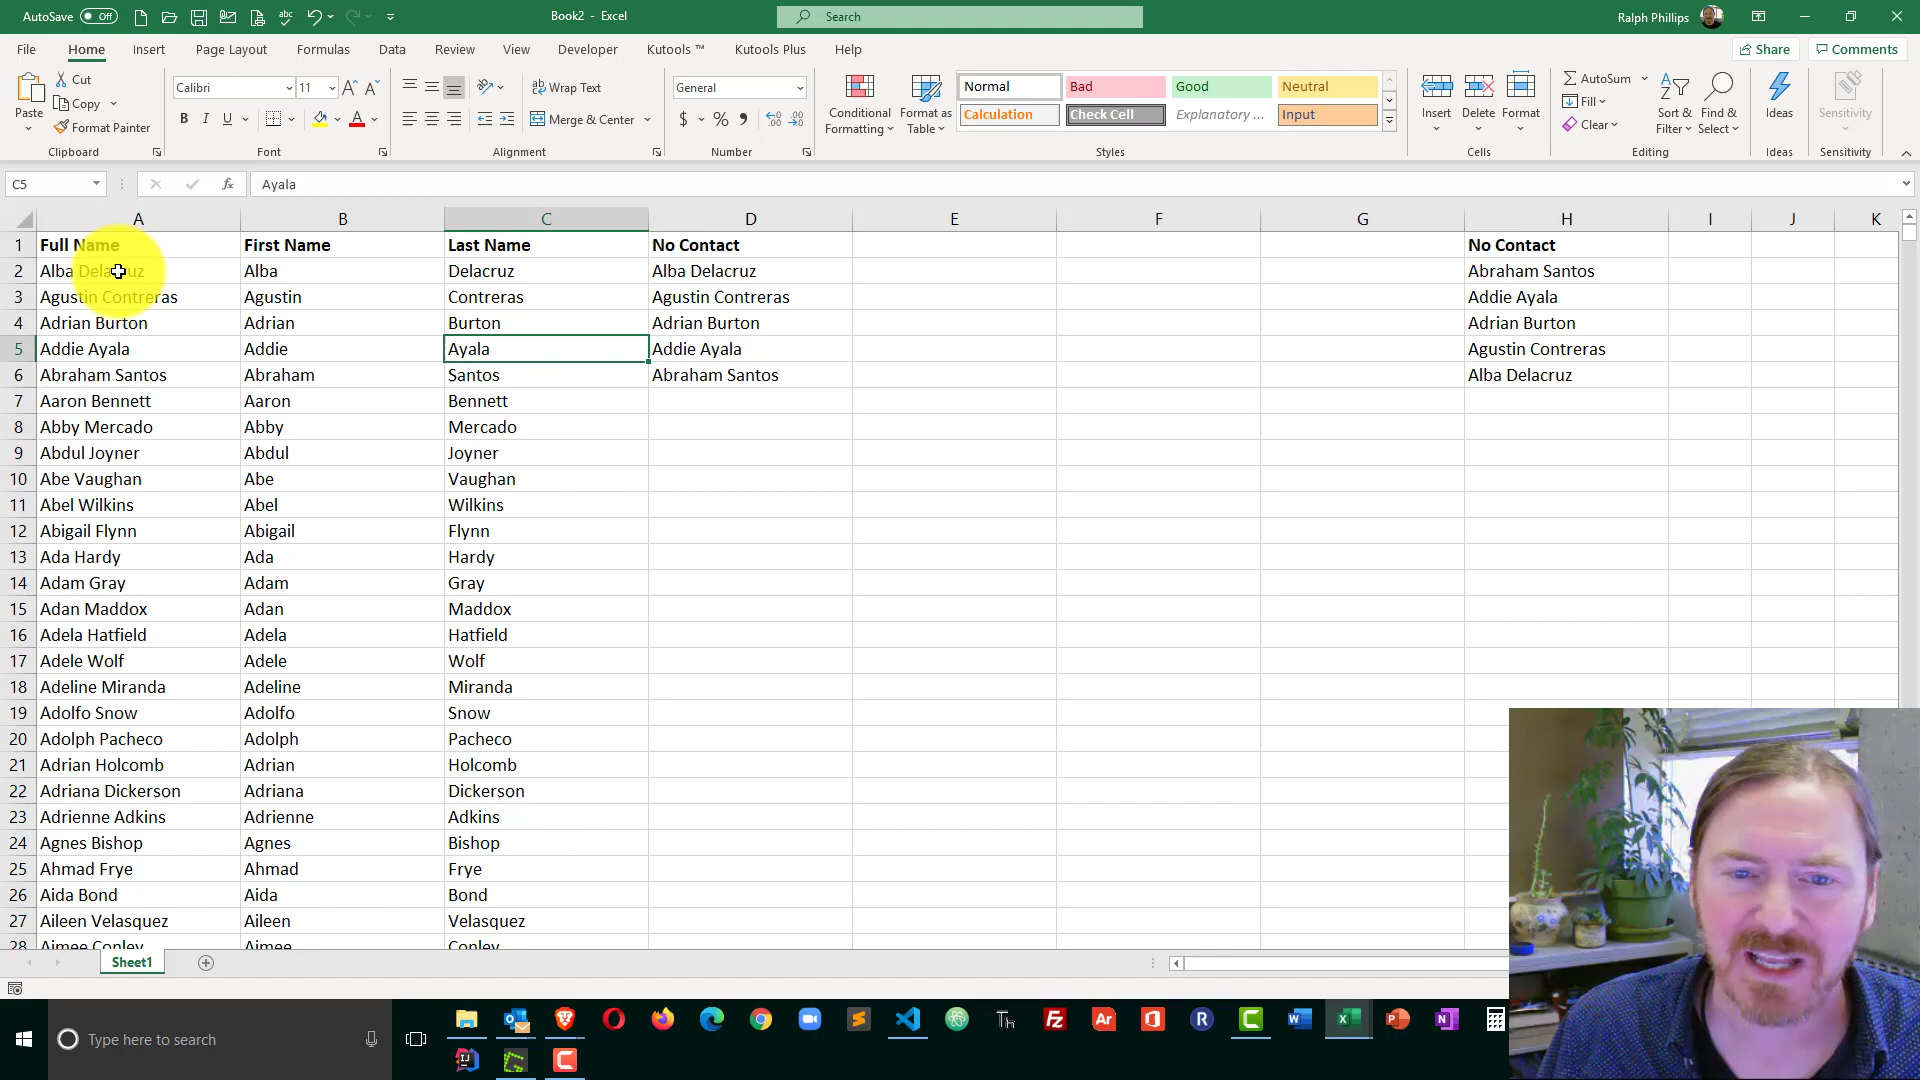 AutoSave Off
Book2 - Excel
Search
Ralph Phillips
File Home Insert Page Layout Formulas Data Review View Developer Kutools ™ Kutools Plus Help
Share Comments
Paste
Cut
Copy
Format Painter
Clipboard
Calibri 11
B I U
Font
Wrap Text
Merge & Center
Alignment
General
$ % ,
Number
Conditional Formatting
Format as Table
Normal Bad Good Neutral
Calculation Check Cell Explanatory ... Input
Styles
Insert Delete Format
Cells
AutoSum
Fill
Clear
Sort & Filter
Find & Select
Editing
Ideas
Ideas
Sensitivity
Sensitivity
C5 fx Ayala
A B C D E F G H I J K
1 Full Name First Name Last Name No Contact No Contact
2 Alba Delacruz Alba Delacruz Alba Delacruz Abraham Santos
3 Agustin Contreras Agustin Contreras Agustin Contreras Addie Ayala
4 Adrian Burton Adrian Burton Adrian Burton Adrian Burton
5 Addie Ayala Addie Ayala Addie Ayala Agustin Contreras
6 Abraham Santos Abraham Santos Abraham Santos Alba Delacruz
7 Aaron Bennett Aaron Bennett
8 Abby Mercado Abby Mercado
9 Abdul Joyner Abdul Joyner
10 Abe Vaughan Abe Vaughan
11 Abel Wilkins Abel Wilkins
12 Abigail Flynn Abigail Flynn
13 Ada Hardy Ada Hardy
14 Adam Gray Adam Gray
15 Adan Maddox Adan Maddox
16 Adela Hatfield Adela Hatfield
17 Adele Wolf Adele Wolf
18 Adeline Miranda Adeline Miranda
19 Adolfo Snow Adolfo Snow
20 Adolph Pacheco Adolph Pacheco
21 Adrian Holcomb Adrian Holcomb
22 Adriana Dickerson Adriana Dickerson
23 Adrienne Adkins Adrienne Adkins
24 Agnes Bishop Agnes Bishop
25 Ahmad Frye Ahmad Frye
26 Aida Bond Aida Bond
27 Aileen Velasquez Aileen Velasquez
28 Aimee Conley Aimee Conley
Sheet1
Type here to search